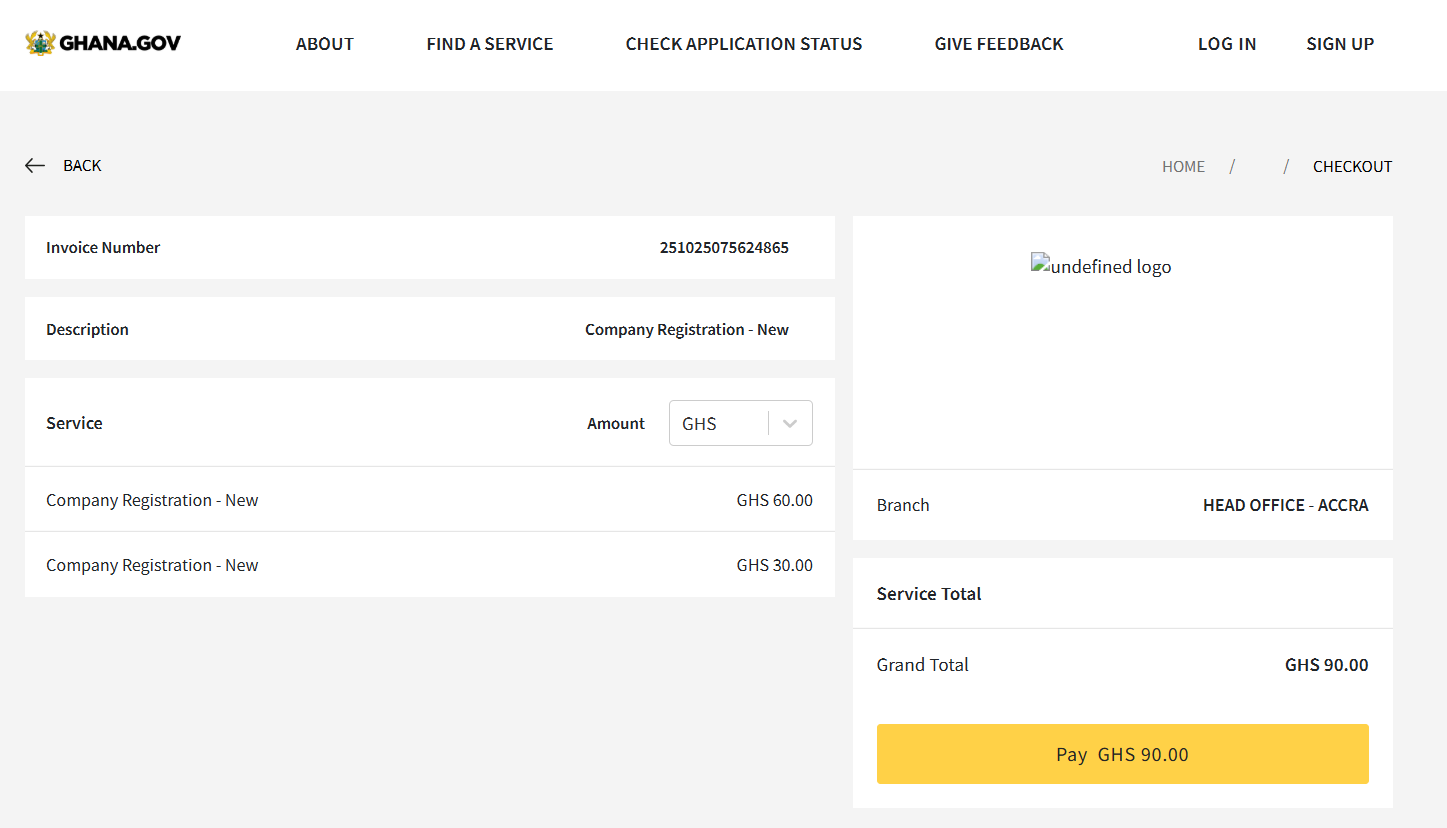 GHANA.GOV ABOUT FIND A SERVICE CHECK APPLICATION STATUS GIVE FEEDBACK LOG IN SIGN UP
BACK HOME / / CHECKOUT
Invoice Number 251025075624865
Description Company Registration - New
Service Amount GHS
Company Registration - New GHS 60.00
Company Registration - New GHS 30.00
undefined logo
Branch HEAD OFFICE - ACCRA
Service Total
Grand Total GHS 90.00
Pay GHS 90.00